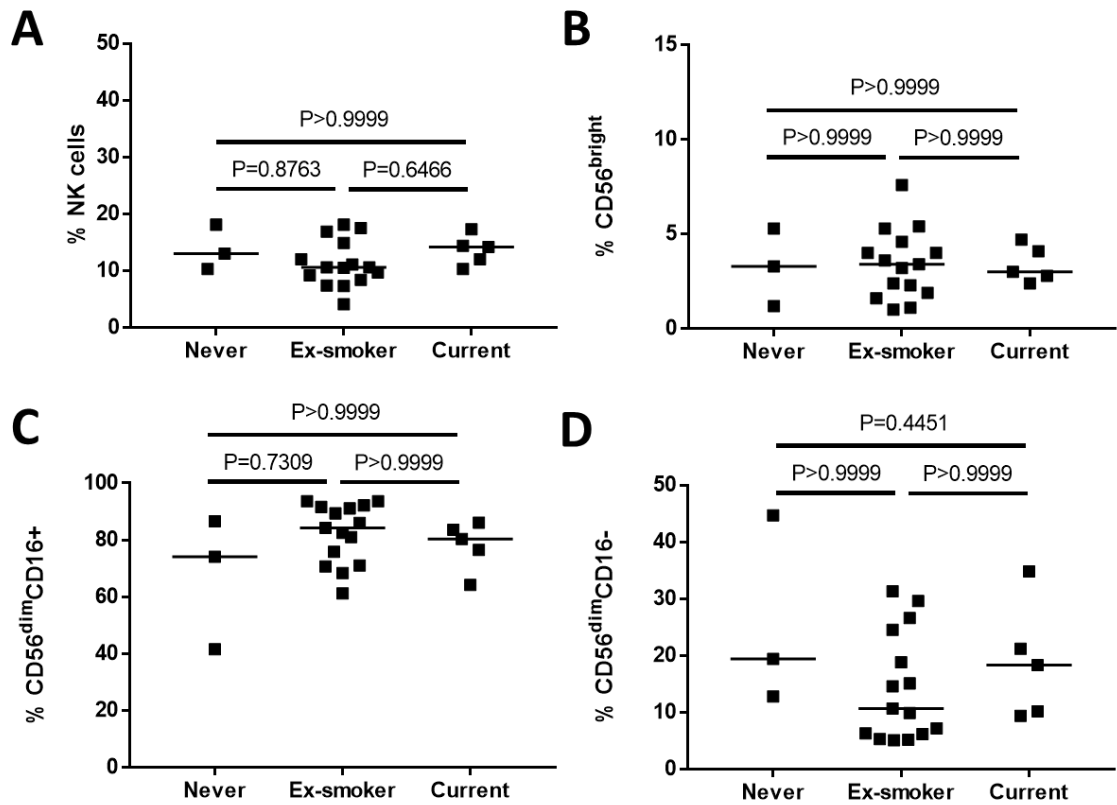 A
% NK cells
50
40
30
20
10
0
P>0.9999
P=0.8763
P=0.6466
Never
Ex-smoker
Current
B
% CD56bright
15
10
5
0
P>0.9999
P>0.9999
P>0.9999
Never
Ex-smoker
Current
C
% CD56dimCD16+
100
80
60
40
20
0
P>0.9999
P=0.7309
P>0.9999
Never
Ex-smoker
Current
D
% CD56dimCD16-
50
40
30
20
10
0
P=0.4451
P>0.9999
P>0.9999
Never
Ex-smoker
Current